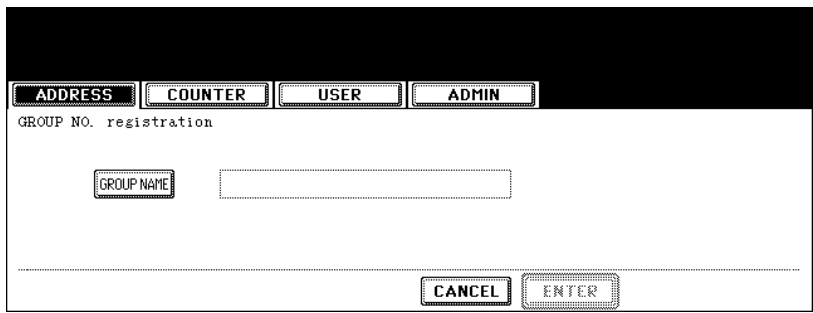 ADDRESS COUNTER USER ADMIN
GROUP NO. registration
GROUP NAME
CANCEL ENTER